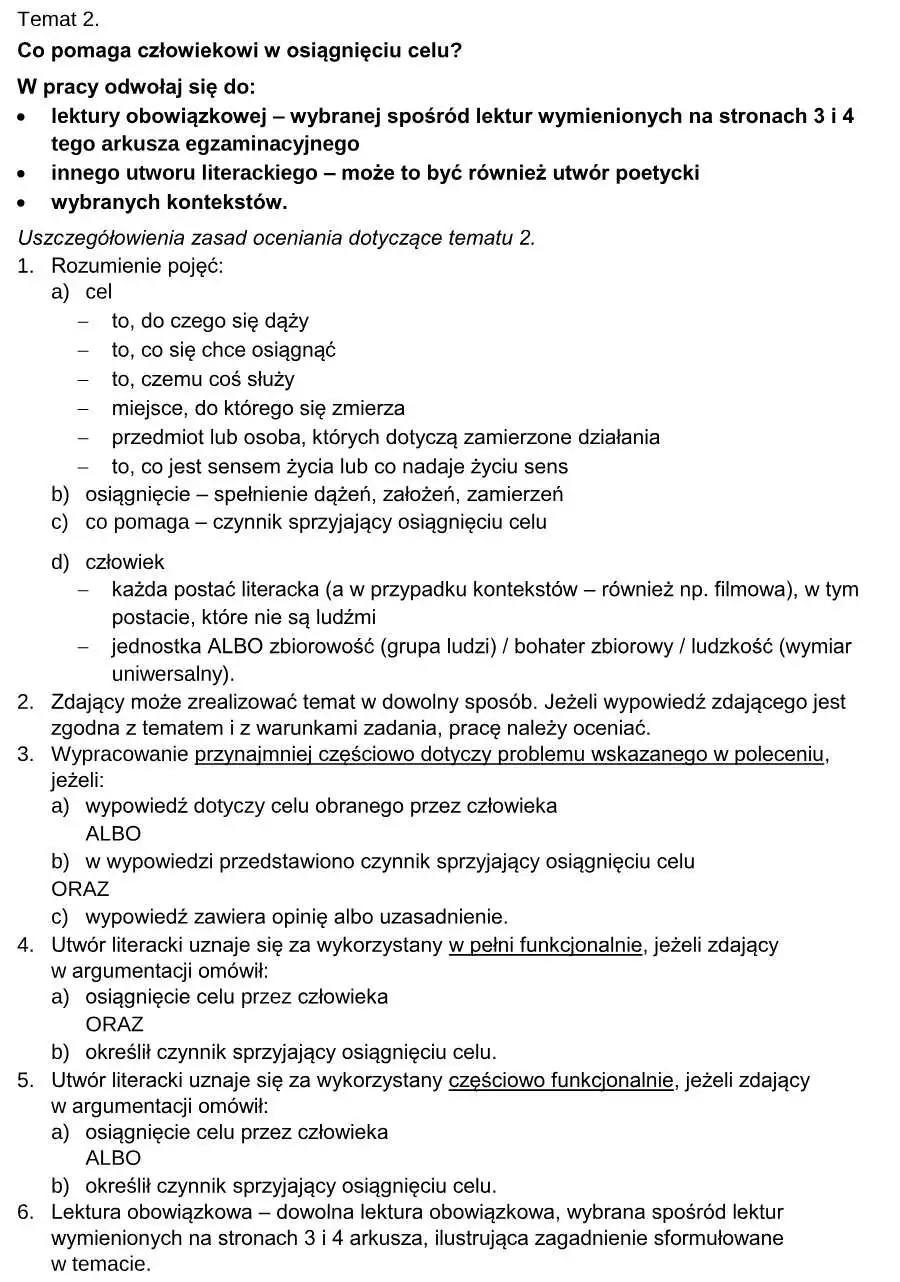 Temat 2.
Co pomaga człowiekowi w osiągnięciu celu?
W pracy odwołaj się do:
• lektury obowiązkowej – wybranej spośród lektur wymienionych na stronach 3 i 4
tego arkusza egzaminacyjnego
• innego utworu literackiego – może to być również utwór poetycki
• wybranych kontekstów.
Uszczegółowienia zasad oceniania dotyczące tematu 2.
1. Rozumienie pojęć:
a) cel
– to, do czego się dąży
– to, co się chce osiągnąć
– to, czemu coś służy
– miejsce, do którego się zmierza
– przedmiot lub osoba, których dotyczą zamierzone działania
– to, co jest sensem życia lub co nadaje życiu sens
b) osiągnięcie – spełnienie dążeń, założeń, zamierzeń
c) co pomaga – czynnik sprzyjający osiągnięciu celu
d) człowiek
– każda postać literacka (a w przypadku kontekstów – również np. filmowa), w tym
postacie, które nie są ludźmi
– jednostka ALBO zbiorowość (grupa ludzi) / bohater zbiorowy / ludzkość (wymiar
uniwersalny).
2. Zdający może zrealizować temat w dowolny sposób. Jeżeli wypowiedź zdającego jest
zgodna z tematem i z warunkami zadania, pracę należy oceniać.
3. Wypracowanie przynajmniej częściowo dotyczy problemu wskazanego w poleceniu,
jeżeli:
a) wypowiedź dotyczy celu obranego przez człowieka
ALBO
b) w wypowiedzi przedstawiono czynnik sprzyjający osiągnięciu celu
ORAZ
c) wypowiedź zawiera opinię albo uzasadnienie.
4. Utwór literacki uznaje się za wykorzystany w pełni funkcjonalnie, jeżeli zdający
w argumentacji omówił:
a) osiągnięcie celu przez człowieka
ORAZ
b) określił czynnik sprzyjający osiągnięciu celu.
5. Utwór literacki uznaje się za wykorzystany częściowo funkcjonalnie, jeżeli zdający
w argumentacji omówił:
a) osiągnięcie celu przez człowieka
ALBO
b) określił czynnik sprzyjający osiągnięciu celu.
6. Lektura obowiązkowa – dowolna lektura obowiązkowa, wybrana spośród lektur
wymienionych na stronach 3 i 4 arkusza, ilustrująca zagadnienie sformułowane
w temacie.